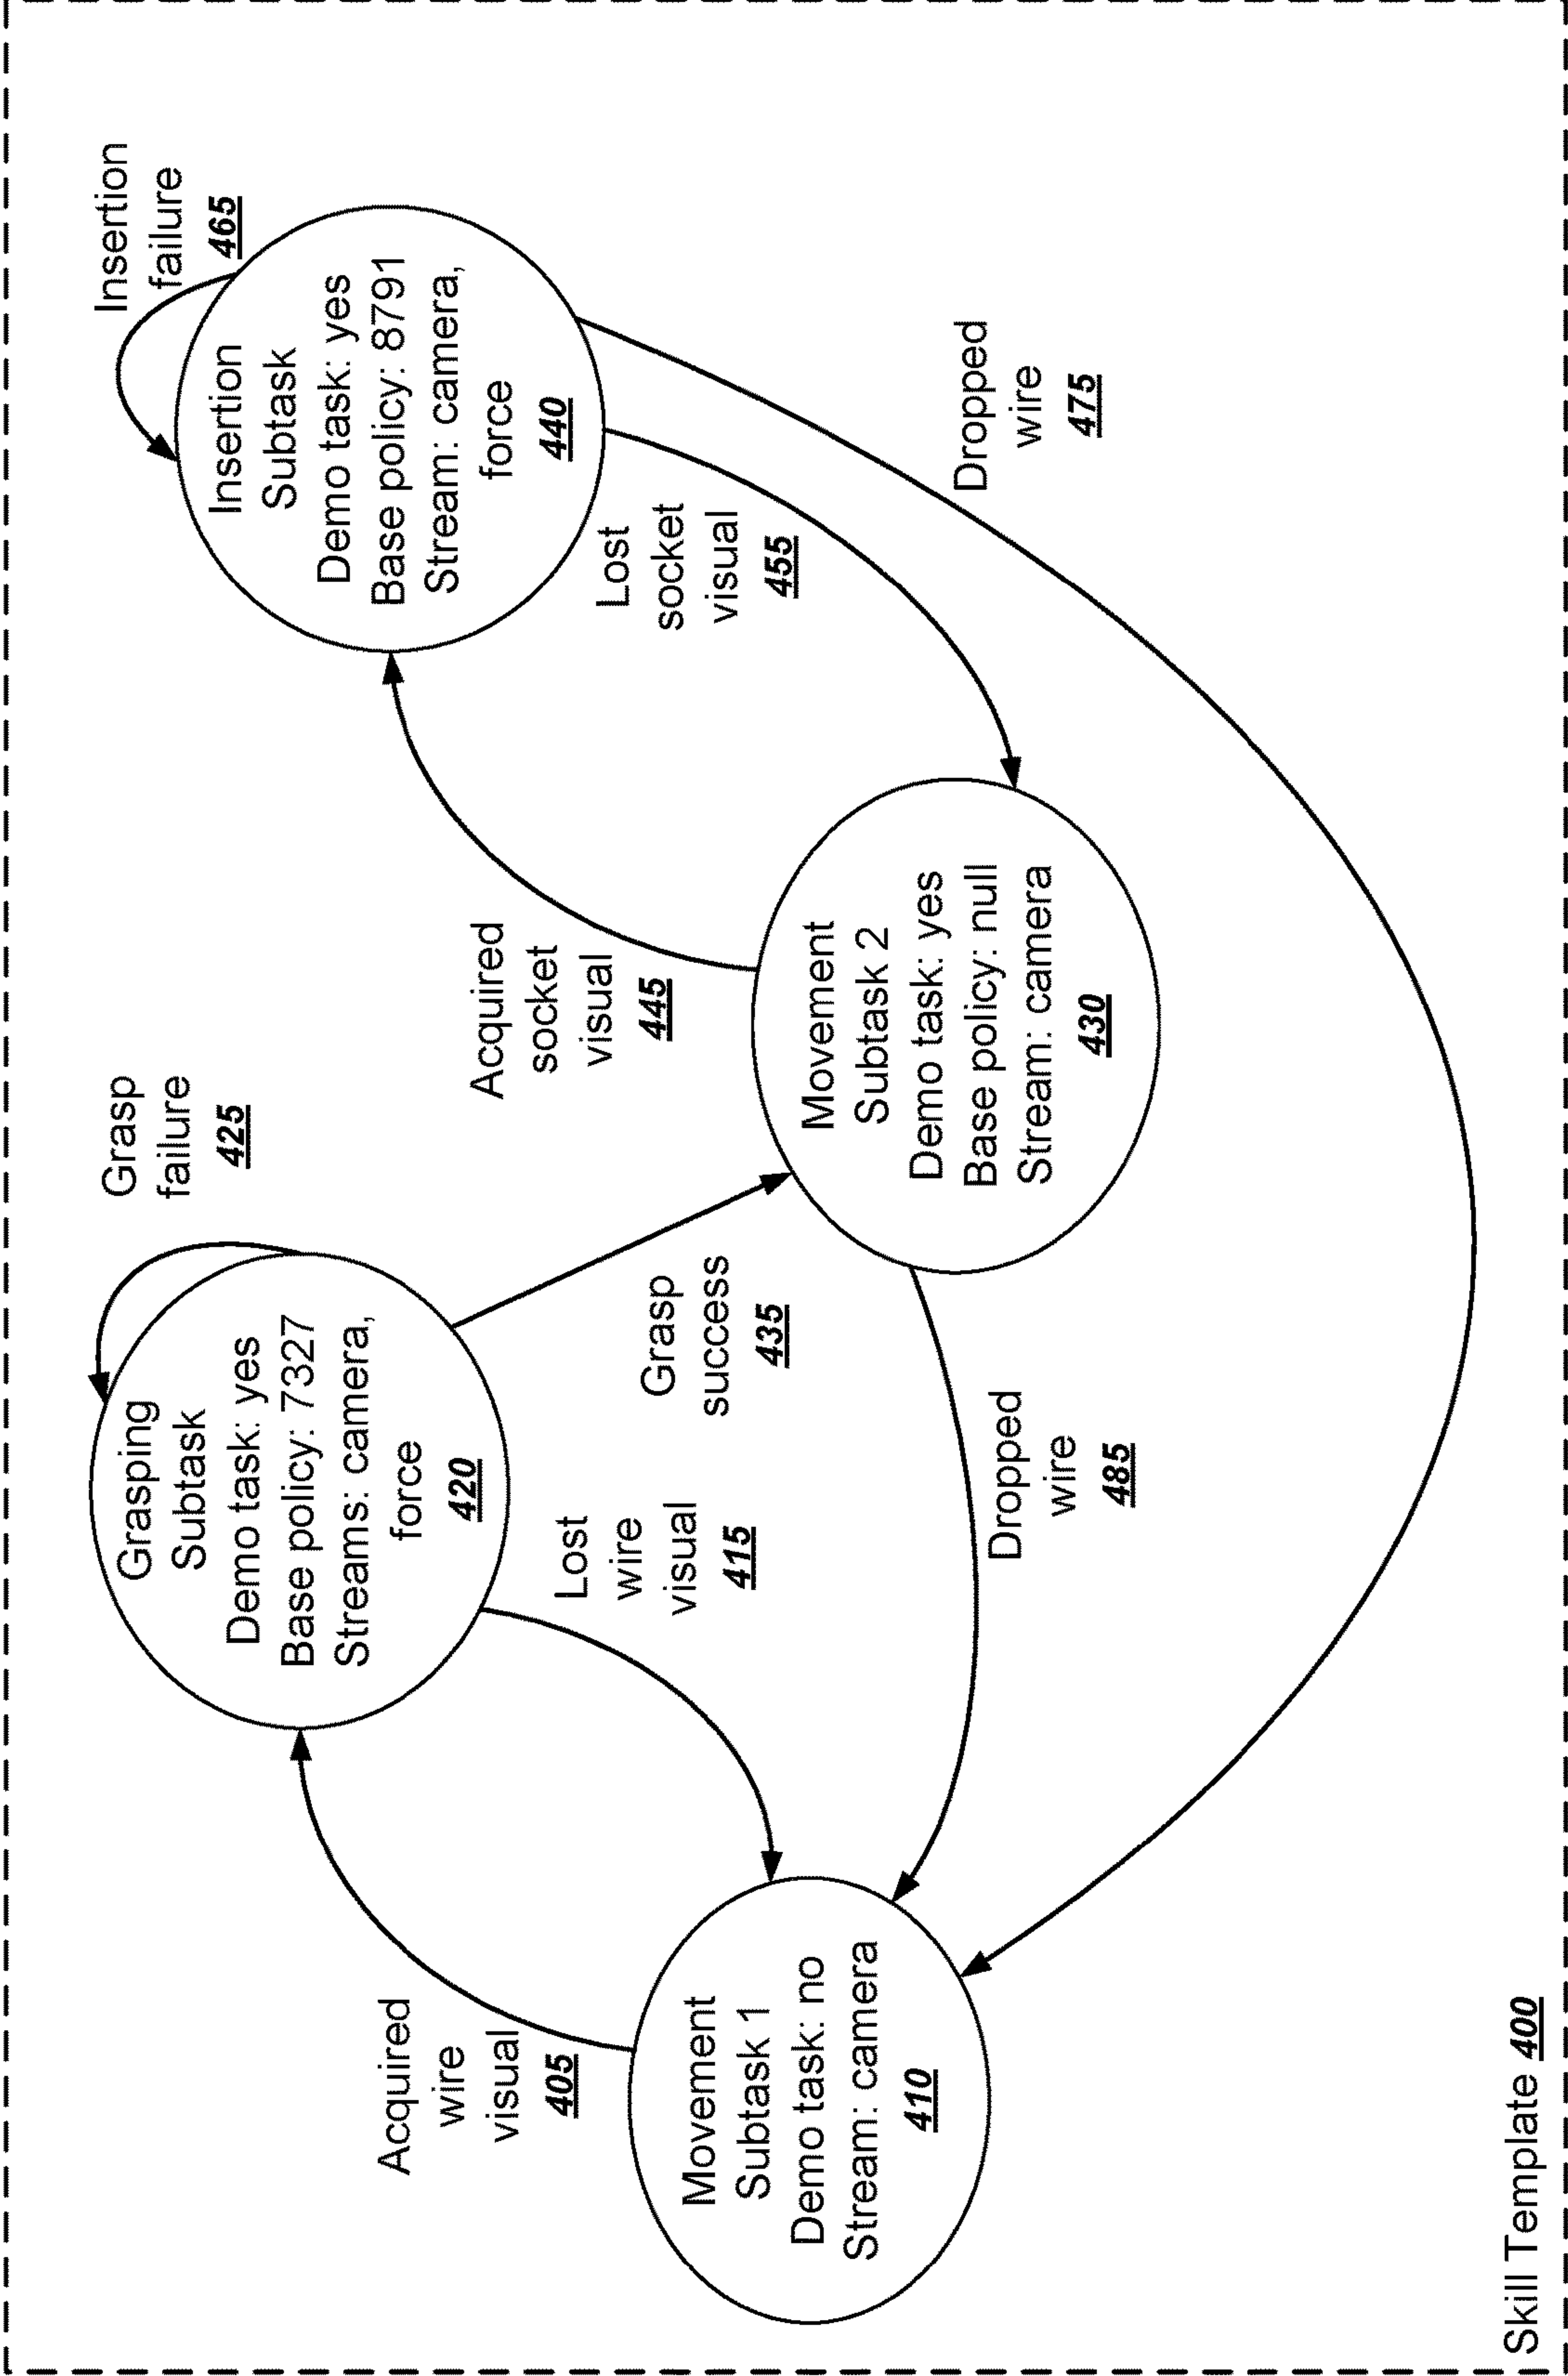 Grasp
failure
425
Insertion
failure
465
Grasping
Subtask
Demo task: yes
Base policy: 7327
Streams: camera,
force
420
Insertion
Subtask
Demo task: yes
Base policy: 8791
Stream: camera,
force
440
Acquired
wire
visual
405
Lost
wire
visual
415
Grasp
success
435
Acquired
socket
visual
445
Lost
socket
visual
455
Movement
Subtask 1
Demo task: no
Stream: camera
410
Movement
Subtask 2
Demo task: yes
Base policy: null
Stream: camera
430
Dropped
wire
485
Dropped
wire
475
Skill Template 400